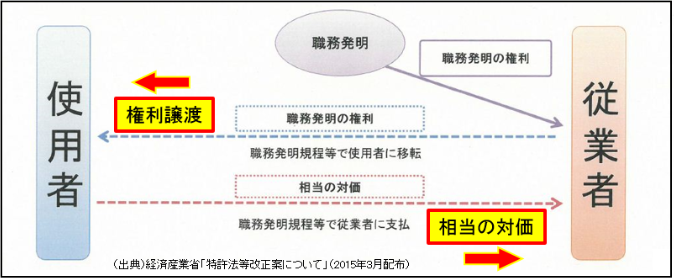 職務発明
職務発明の権利
使用者
従業者
権利譲渡
職務発明の権利
職務発明規程等で使用者に移転
相当の対価
職務発明規程等で従業者に支払
相当の対価
(出典)経済産業省「特許法等改正案について」(2015年3月配布)